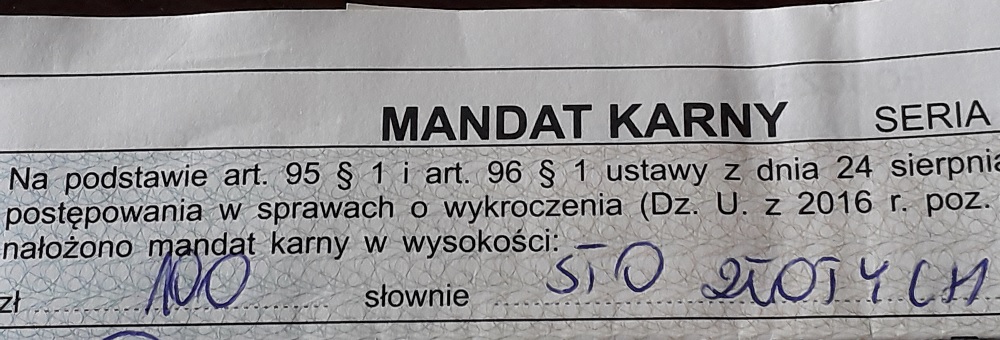 MANDAT KARNY SERIA
Na podstawie art. 95 § 1 i art. 96 § 1 ustawy z dnia 24 sierpnia
postępowania w sprawach o wykroczenia (Dz. U. z 2016 r. poz.
nałożono mandat karny w wysokości:
zł 100 słownie STO ZŁOTYCH